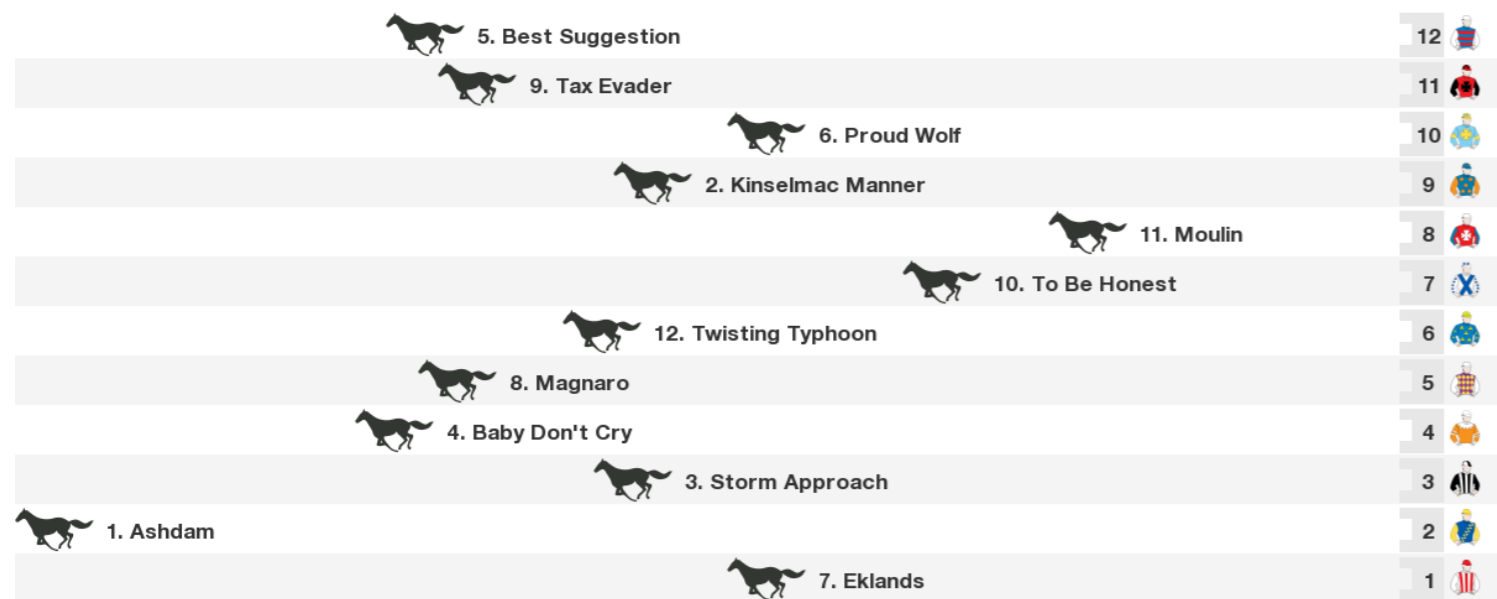 5. Best Suggestion 12
9. Tax Evader 11
6. Proud Wolf 10
2. Kinselmac Manner 9
11. Moulin 8
10. To Be Honest 7
12. Twisting Typhoon 6
8. Magnaro 5
4. Baby Don't Cry 4
3. Storm Approach 3
1. Ashdam 2
7. Eklands 1